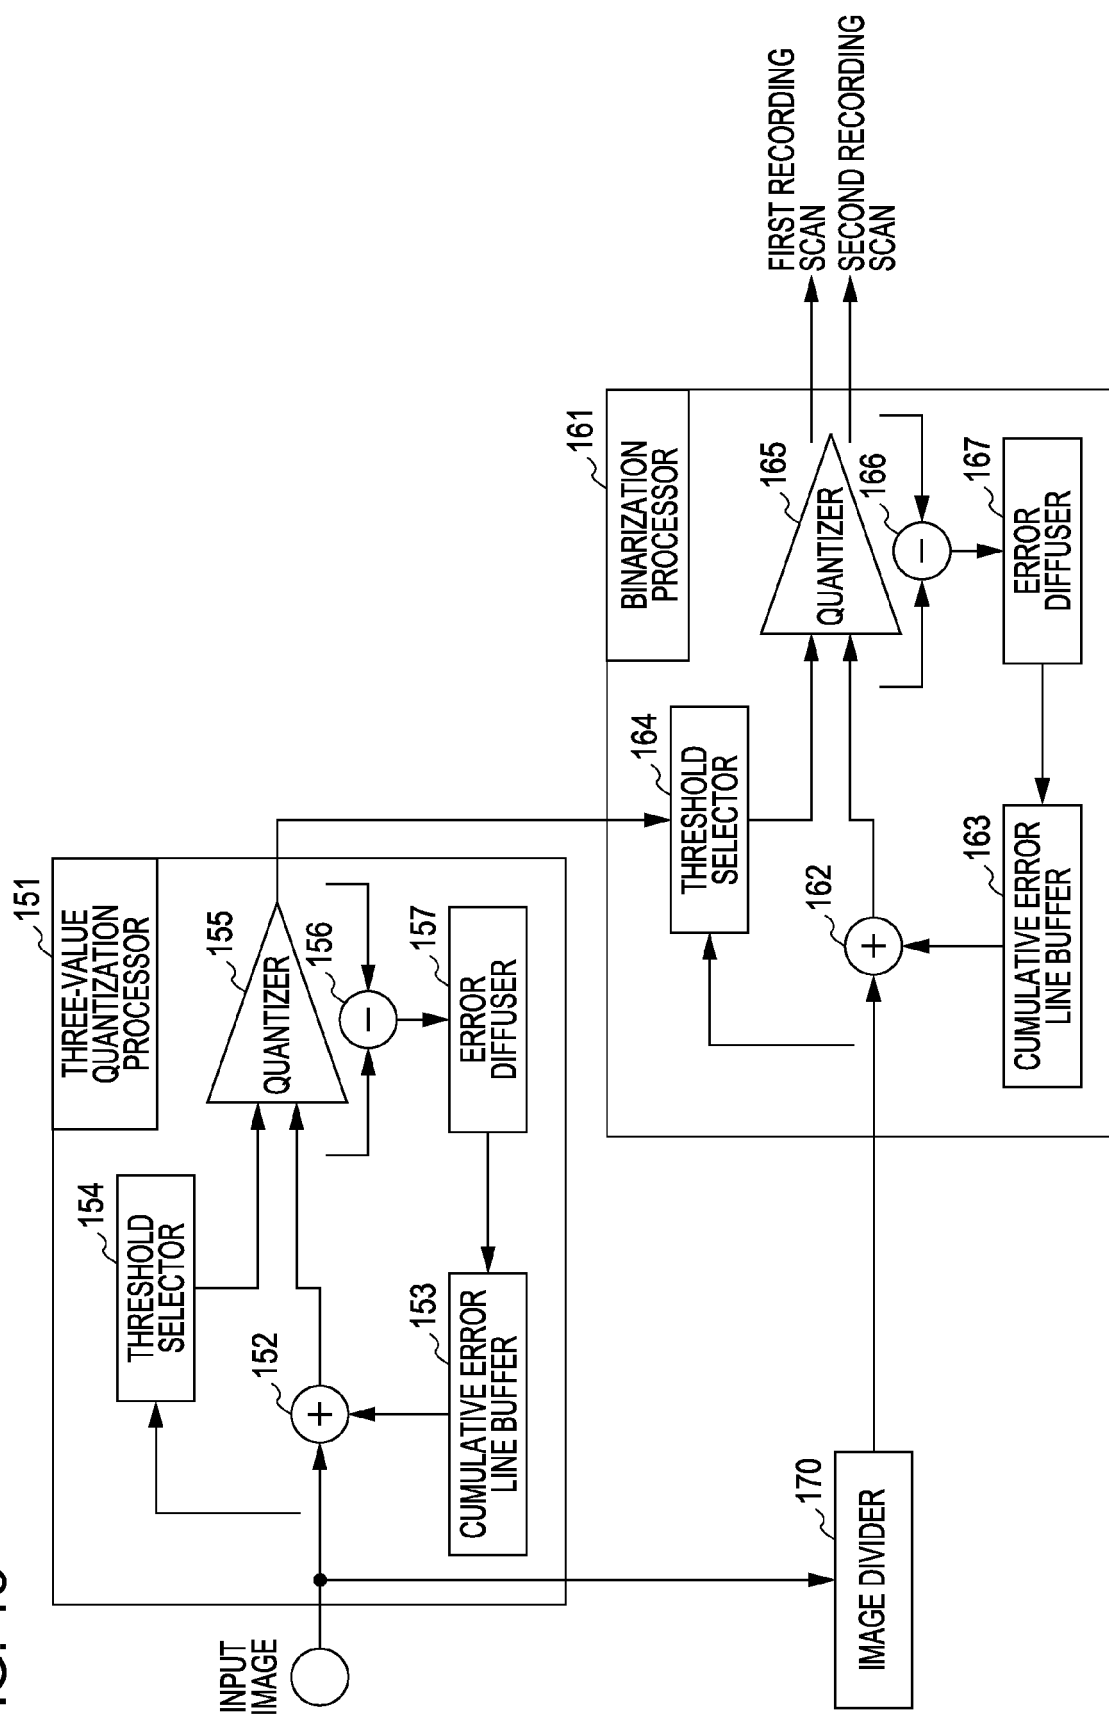 151
THREE-VALUE
QUANTIZATION
PROCESSOR
INPUT
IMAGE
152
+
153
CUMULATIVE ERROR
LINE BUFFER
154
THRESHOLD
SELECTOR
155
QUANTIZER
156
−
157
ERROR
DIFFUSER
161
BINARIZATION
PROCESSOR
170
IMAGE DIVIDER
162
+
163
CUMULATIVE ERROR
LINE BUFFER
164
THRESHOLD
SELECTOR
165
QUANTIZER
166
−
167
ERROR
DIFFUSER
FIRST RECORDING
SCAN
SECOND RECORDING
SCAN